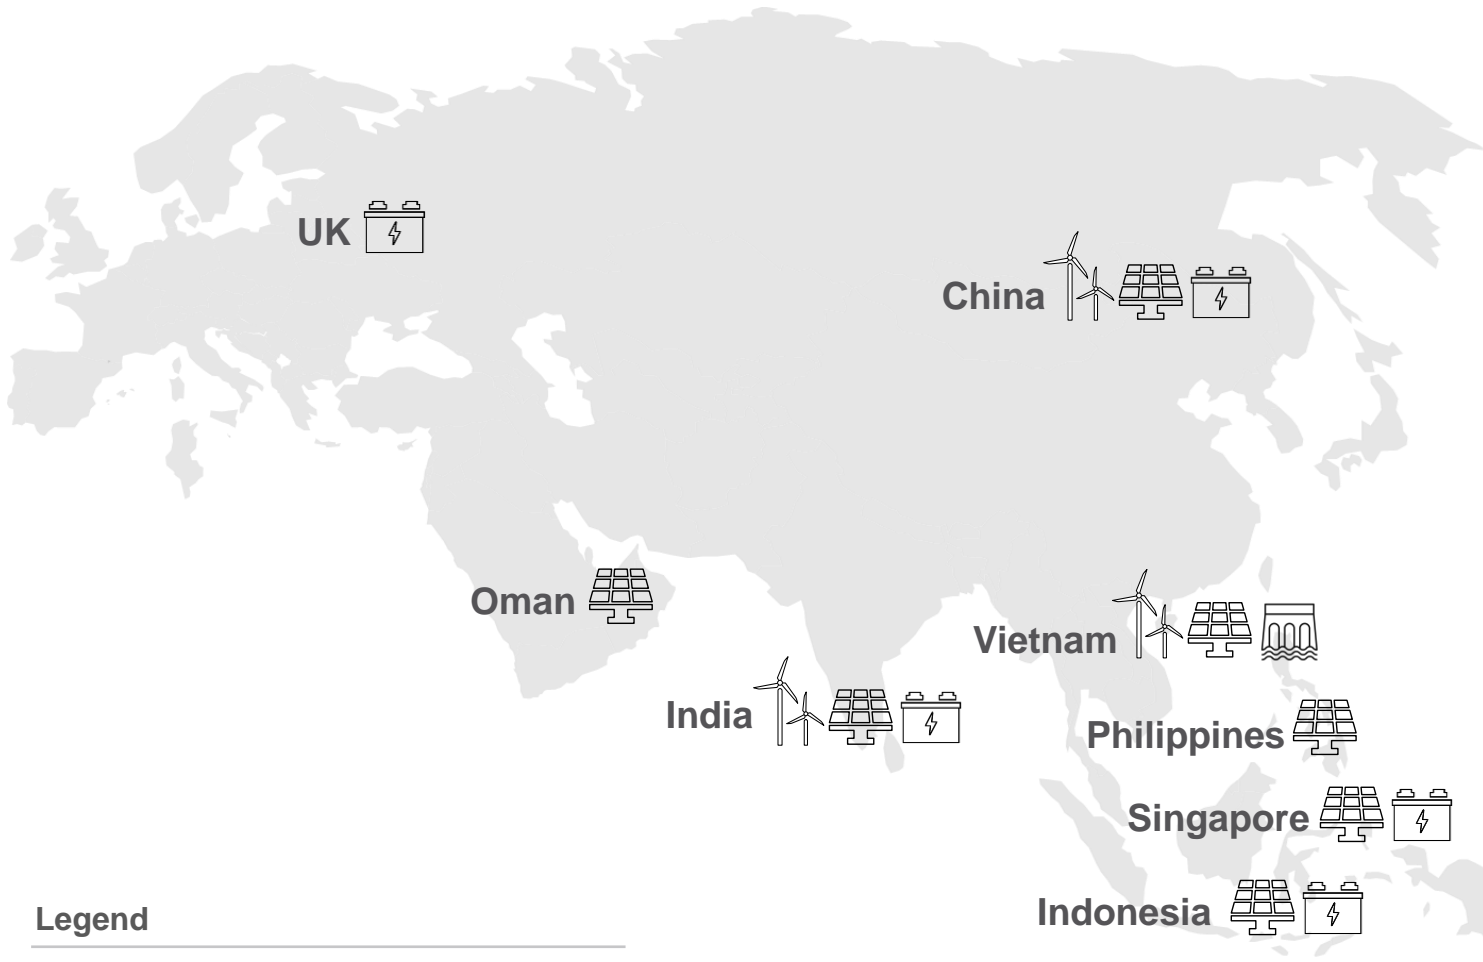 UK
China
Oman
Vietnam
India
Philippines
Singapore
Indonesia
Legend